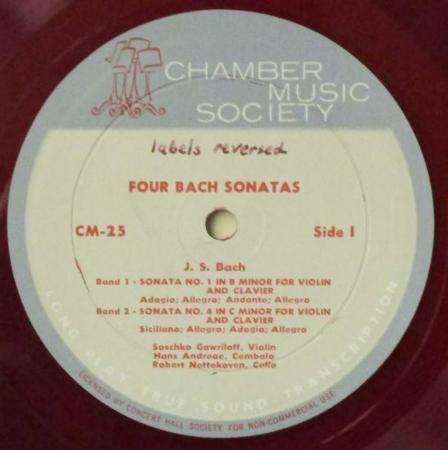 CHAMBER
MUSIC
SOCIETY
labels reversed
FOUR BACH SONATAS
CM-25 Side 1
J. S. Bach
Band 1 - SONATA NO. 1 IN B MINOR FOR VIOLIN
AND CLAVIER
Adagio; Allegro; Andante; Allegro
Band 2 - SONATA NO. 4 IN C MINOR FOR VIOLIN
AND CLAVIER
Siciliano; Allegro; Adagio; Allegro
Saschko Gawriloff, Violin
Hans Andreae, Cembalo
Robert Nettekoven, Cello
LONG PLAY TRUE SOUND TRANSCRIPTION
LICENSED BY CONCERT HALL SOCIETY FOR NON-COMMERCIAL USE.